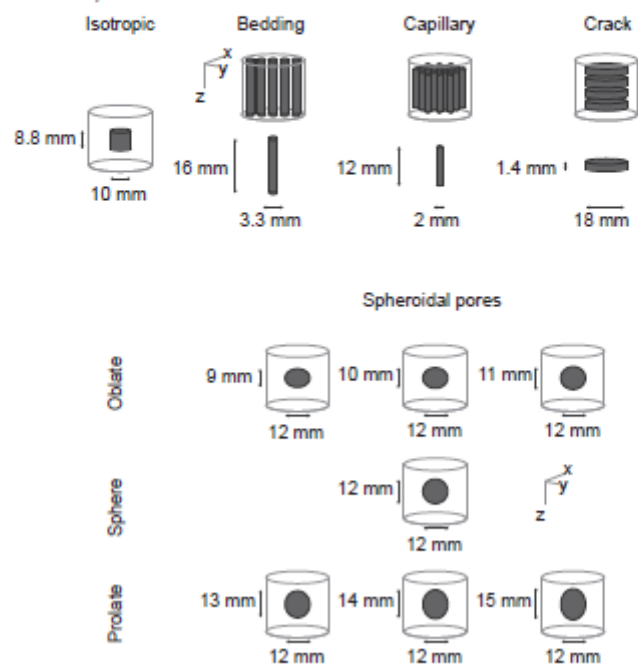 Isotropic Bedding Capillary Crack
x
y
z
8.8 mm
10 mm
16 mm
3.3 mm
12 mm
2 mm
1.4 mm
18 mm
Spheroidal pores
Oblate
9 mm
12 mm
10 mm
12 mm
11 mm
12 mm
Sphere
12 mm
12 mm
x
y
z
Prolate
13 mm
12 mm
14 mm
12 mm
15 mm
12 mm